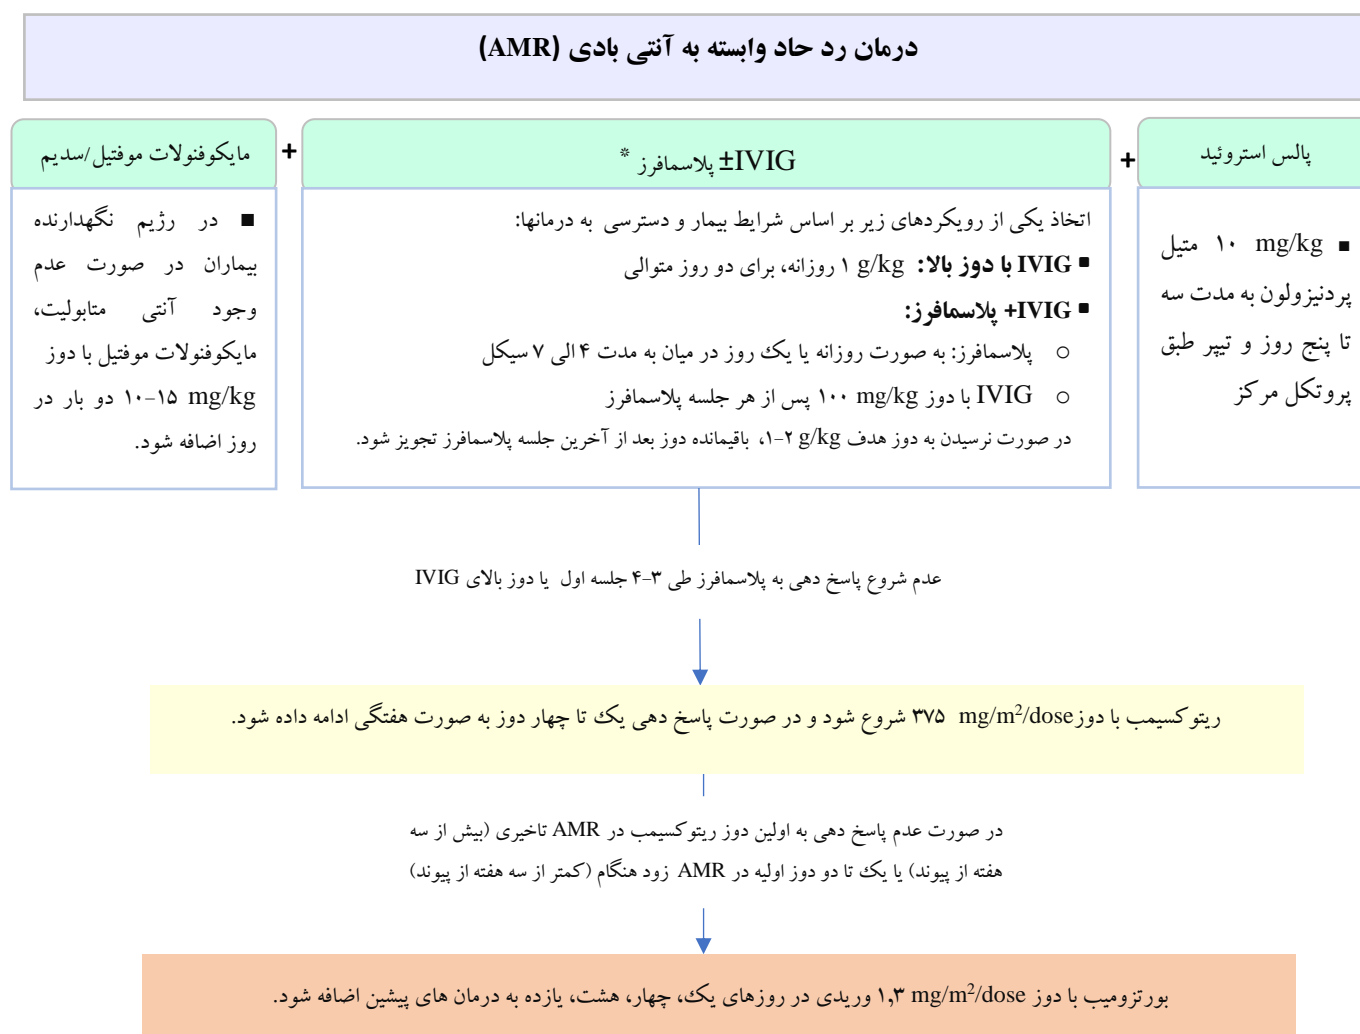 درمان رد حاد وابسته به آنتی بادی (AMR)
پالس استروئید
+
IVIG± پلاسمافرز *
+
مایکوفنولات موفتیل/سدیم
■ ۱۰ mg/kg متیل
پردنیزولون به مدت سه
تا پنج روز و تیپر طبق
پروتکل مرکز
اتخاذ یکی از رویکردهای زیر بر اساس شرایط بیمار و دسترسی به درمانها:
■ IVIG با دوز بالا: ۱ g/kg روزانه، برای دو روز متوالی
■ IVIG+ پلاسمافرز:
○ پلاسمافرز: به صورت روزانه یا یک روز در میان به مدت ۴ الی ۷ سیکل
○ IVIG با دوز ۱۰۰ mg/kg پس از هر جلسه پلاسمافرز
در صورت نرسیدن به دوز هدف ۱-۲ g/kg، باقیمانده دوز بعد از آخرین جلسه پلاسمافرز تجویز شود.
■ در رژیم نگهدارنده
بیماران در صورت عدم
وجود آنتی متابولیت،
مایکوفنولات موفتیل با دوز
۱۰-۱۵ mg/kg دو بار در
روز اضافه شود.
عدم شروع پاسخ دهی به پلاسمافرز طی ۳-۴ جلسه اول یا دوز بالای IVIG
ریتوکسیمب با دوز ۳۷۵ mg/m²/dose شروع شود و در صورت پاسخ دهی یک تا چهار دوز به صورت هفتگی ادامه داده شود.
در صورت عدم پاسخ دهی به اولین دوز ریتوکسیمب در AMR تاخیری (بیش از سه
هفته از پیوند) یا یک تا دو دوز اولیه در AMR زود هنگام (کمتر از سه هفته از پیوند)
بورتزومیب با دوز ۱,۳ mg/m²/dose وریدی در روزهای یک، چهار، هشت، یازده به درمان های پیشین اضافه شود.